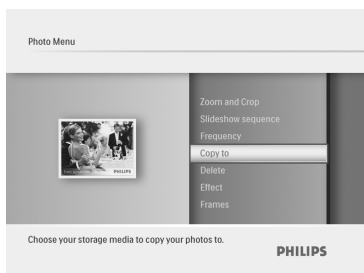 Photo Menu
Zoom and Crop
Slideshow sequence
Frequency
Copy to
PHILIPS
Delete
Effect
Frames
Choose your storage media to copy your photos to.
PHILIPS